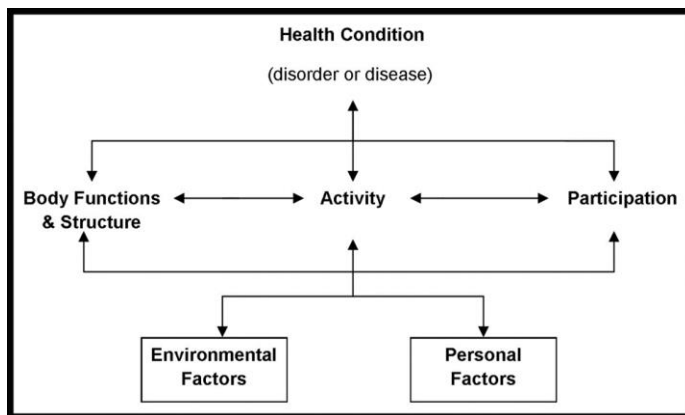 Health Condition
(disorder or disease)
Body Functions
& Structure
Activity
Participation
Environmental
Factors
Personal
Factors